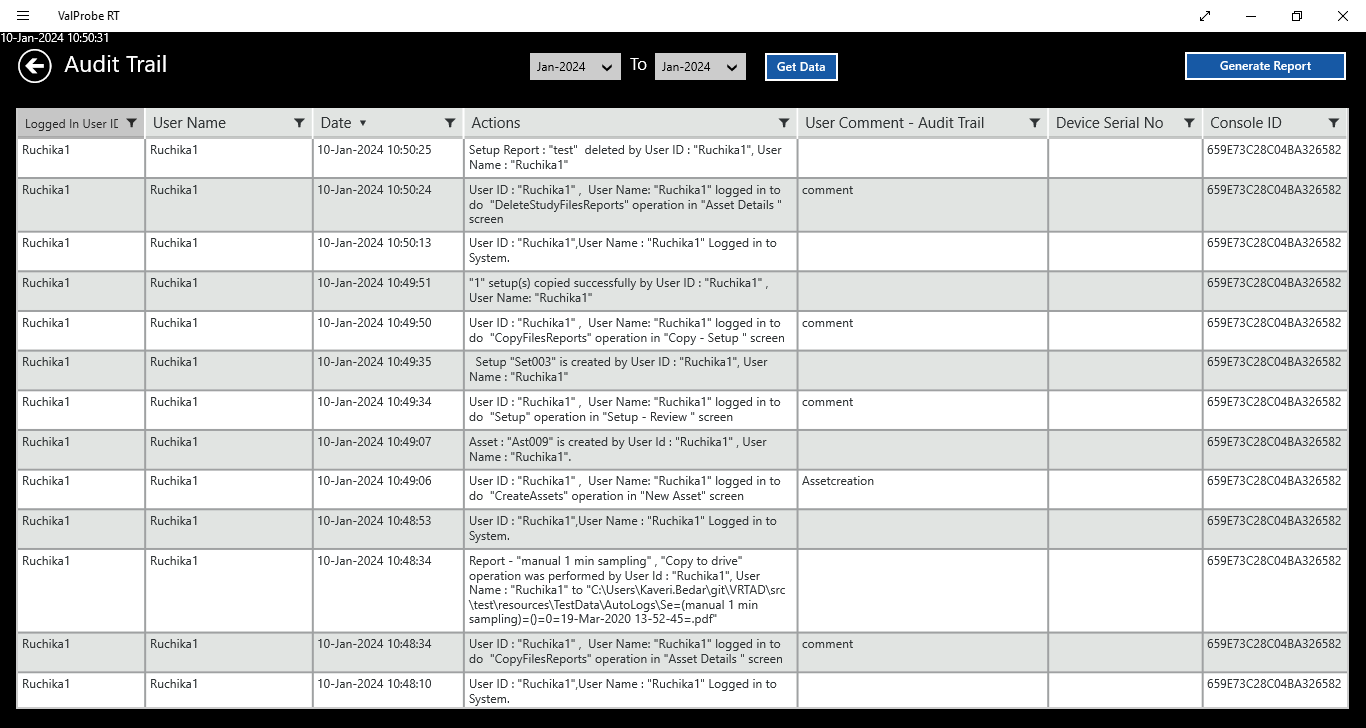 ValProbe RT
10-Jan-2024 10:50:31
Audit Trail
Jan-2024
To
Jan-2024
Get Data
Generate Report
Logged In User ID
User Name
Date
Actions
User Comment - Audit Trail
Device Serial No
Console ID
Ruchika1
Ruchika1
10-Jan-2024 10:50:25
Setup Report : "test"  deleted by User ID : "Ruchika1", User
Name : "Ruchika1"
659E73C28C04BA326582
Ruchika1
Ruchika1
10-Jan-2024 10:50:24
User ID : "Ruchika1" ,  User Name: "Ruchika1" logged in to
do  "DeleteStudyFilesReports" operation in "Asset Details "
screen
comment
659E73C28C04BA326582
Ruchika1
Ruchika1
10-Jan-2024 10:50:13
User ID : "Ruchika1",User Name : "Ruchika1" Logged in to
System.
659E73C28C04BA326582
Ruchika1
Ruchika1
10-Jan-2024 10:49:51
"1" setup(s) copied successfully by User ID : "Ruchika1" ,
User Name: "Ruchika1"
659E73C28C04BA326582
Ruchika1
Ruchika1
10-Jan-2024 10:49:50
User ID : "Ruchika1" ,  User Name: "Ruchika1" logged in to
do  "CopyFilesReports" operation in "Copy - Setup " screen
comment
659E73C28C04BA326582
Ruchika1
Ruchika1
10-Jan-2024 10:49:35
Setup "Set003" is created by User ID : "Ruchika1", User
Name : "Ruchika1"
659E73C28C04BA326582
Ruchika1
Ruchika1
10-Jan-2024 10:49:34
User ID : "Ruchika1" ,  User Name: "Ruchika1" logged in to
do  "Setup" operation in "Setup - Review " screen
comment
659E73C28C04BA326582
Ruchika1
Ruchika1
10-Jan-2024 10:49:07
Asset : "Ast009" is created by User Id : "Ruchika1" , User
Name : "Ruchika1".
659E73C28C04BA326582
Ruchika1
Ruchika1
10-Jan-2024 10:49:06
User ID : "Ruchika1" ,  User Name: "Ruchika1" logged in to
do  "CreateAssets" operation in "New Asset" screen
Assetcreation
659E73C28C04BA326582
Ruchika1
Ruchika1
10-Jan-2024 10:48:53
User ID : "Ruchika1",User Name : "Ruchika1" Logged in to
System.
659E73C28C04BA326582
Ruchika1
Ruchika1
10-Jan-2024 10:48:34
Report - "manual 1 min sampling" , "Copy to drive"
operation was performed by User Id : "Ruchika1", User
Name : "Ruchika1" to "C:\Users\Kaveri.Bedar\git\VRTAD\src
\test\resources\TestData\AutoLogs\Se=(manual 1 min
sampling)=()=0=19-Mar-2020 13-52-45=.pdf"
659E73C28C04BA326582
Ruchika1
Ruchika1
10-Jan-2024 10:48:34
User ID : "Ruchika1" ,  User Name: "Ruchika1" logged in to
do  "CopyFilesReports" operation in "Asset Details " screen
comment
659E73C28C04BA326582
Ruchika1
Ruchika1
10-Jan-2024 10:48:10
User ID : "Ruchika1",User Name : "Ruchika1" Logged in to
System.
659E73C28C04BA326582